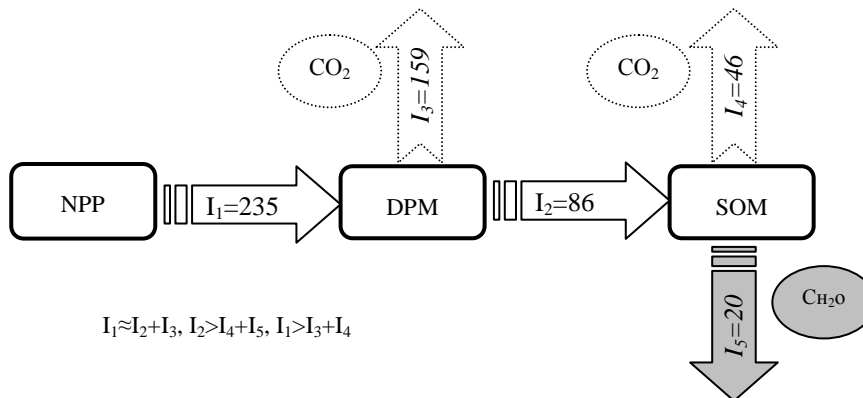 CO₂
CO₂
I₃=159
I₄=46
NPP
I₁=235
DPM
I₂=86
SOM
I₅=20
CH₂O
I₁≈I₂+I₃, I₂>I₄+I₅, I₁>I₃+I₄